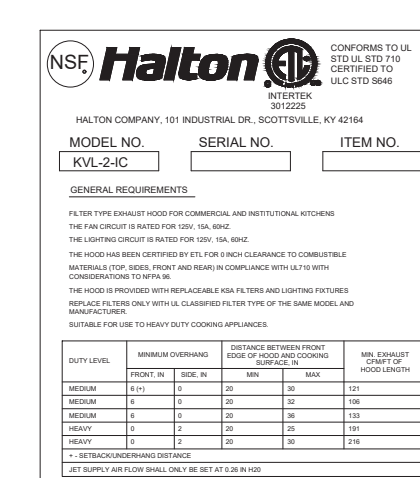 NSF
Halton
ETL
CONFORMS TO UL
STD UL STD 710
CERTIFIED TO
ULC STD S646
INTERTEK
3012225
HALTON COMPANY, 101 INDUSTRIAL DR., SCOTTSVILLE, KY 42164
MODEL NO. SERIAL NO. ITEM NO.
KVL-2-IC
GENERAL REQUIREMENTS
FILTER TYPE EXHAUST HOOD FOR COMMERCIAL AND INSTITUTIONAL KITCHENS
THE FAN CIRCUIT IS RATED FOR 125V, 15A, 60HZ.
THE LIGHTING CIRCUIT IS RATED FOR 125V, 15A, 60HZ.
THE HOOD HAS BEEN CERTIFIED BY ETL FOR 0 INCH CLEARANCE TO COMBUSTIBLE
MATERIALS (TOP, SIDES, FRONT AND REAR) IN COMPLIANCE WITH UL710 WITH
CONSIDERATIONS TO NFPA 96.
THE HOOD IS PROVIDED WITH REPLACEABLE KSA FILTERS AND LIGHTING FIXTURES
REPLACE FILTERS ONLY WITH UL CLASSIFIED FILTER TYPE OF THE SAME MODEL AND
MANUFACTURER.
SUITABLE FOR USE TO HEAVY DUTY COOKING APPLIANCES.
DUTY LEVEL MINIMUM OVERHANG DISTANCE BETWEEN FRONT EDGE OF HOOD AND COOKING SURFACE, IN MIN. EXHAUST CFM/FT OF HOOD LENGTH
FRONT, IN SIDE, IN MIN MAX
MEDIUM 6 (+) 0 20 30 121
MEDIUM 6 0 20 32 106
MEDIUM 6 0 20 36 133
HEAVY 0 2 20 25 191
HEAVY 0 2 20 30 216
+ - SETBACK/UNDERHANG DISTANCE
JET SUPPLY AIR FLOW SHALL ONLY BE SET AT 0.26 IN H20